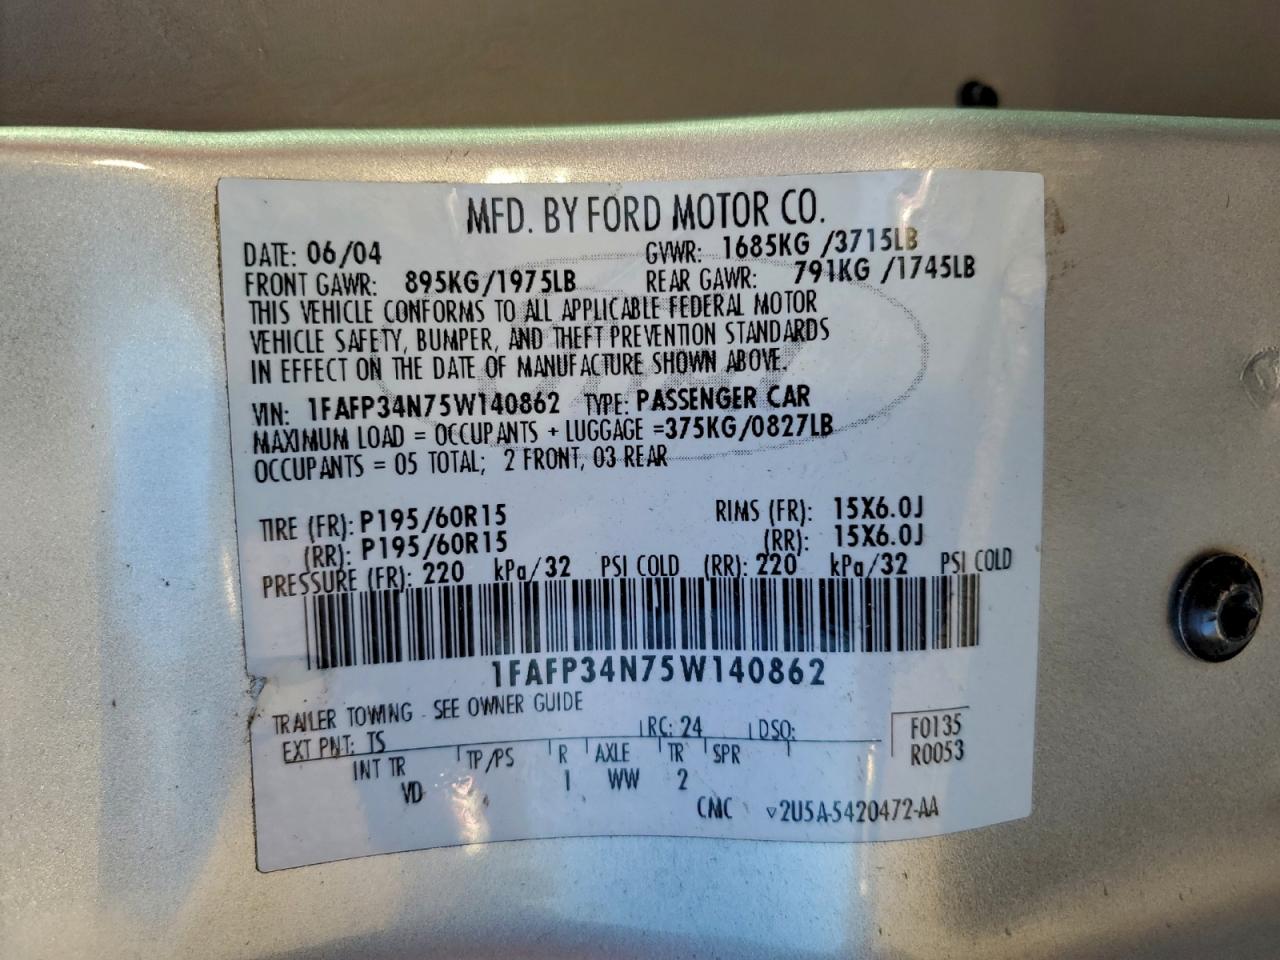 MFD. BY FORD MOTOR CO.
DATE: 06/04 GVWR: 1685KG /3715LB
FRONT GAWR: 895KG/1975LB REAR GAWR: 791KG /1745LB
THIS VEHICLE CONFORMS TO ALL APPLICABLE FEDERAL MOTOR
VEHICLE SAFETY, BUMPER, AND THEFT PREVENTION STANDARDS
IN EFFECT ON THE DATE OF MANUFACTURE SHOWN ABOVE.
VIN: 1FAFP34N75W140862 TYPE: PASSENGER CAR
MAXIMUM LOAD = OCCUPANTS + LUGGAGE =375KG/0827LB
OCCUPANTS = 05 TOTAL; 2 FRONT, 03 REAR
TIRE (FR): P195/60R15 RIMS (FR): 15X6.0J
(RR): P195/60R15 (RR): 15X6.0J
PRESSURE (FR): 220 kPa/32 PSI COLD (RR): 220 kPa/32 PSI COLD
1FAFP34N75W140862
TRAILER TOWING - SEE OWNER GUIDE
EXT PNT: TS RC: 24 DSO: F0135
INT TR TP/PS R AXLE TR SPR R0053
VD 1 WW 2
CMC ▽2U5A-5420472-AA